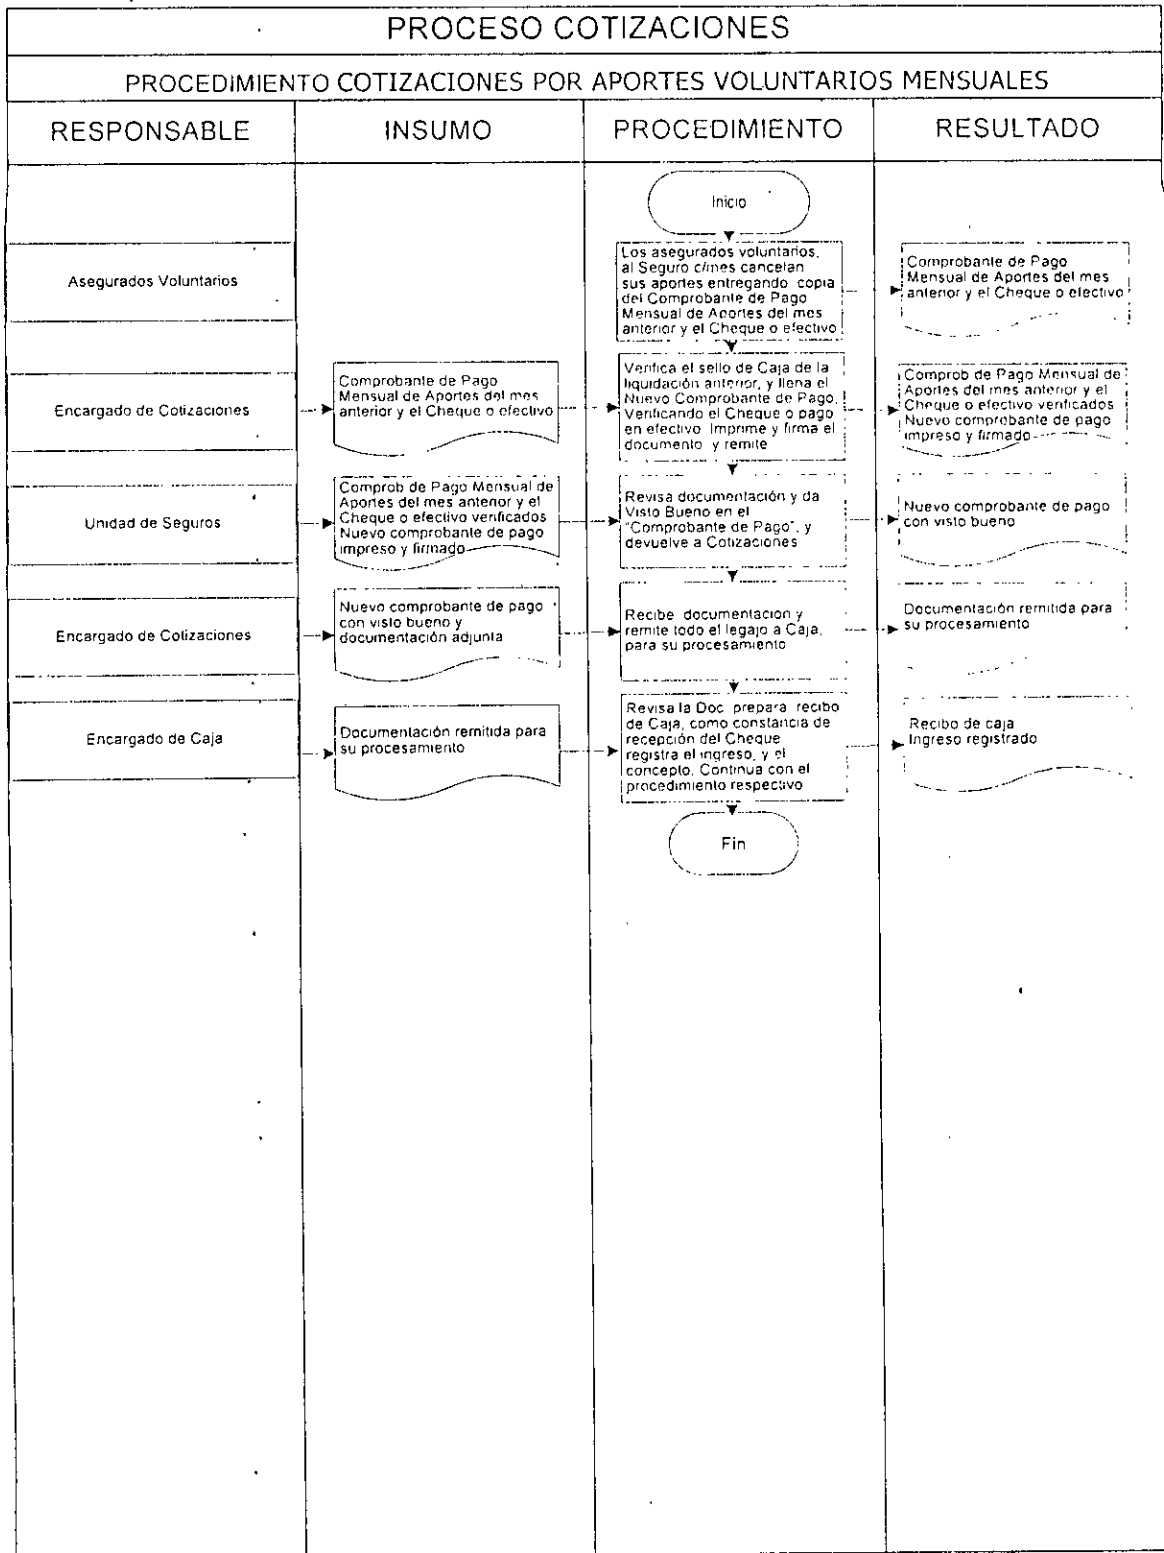 PROCESO COTIZACIONES
PROCEDIMIENTO COTIZACIONES POR APORTES VOLUNTARIOS MENSUALES
RESPONSABLE
INSUMO
PROCEDIMIENTO
RESULTADO
Inicio
Asegurados Voluntarios
Los asegurados voluntarios,
al Seguro c/mes cancelan
sus aportes entregando copia
del Comprobante de Pago
Mensual de Aportes del mes
anterior y el Cheque o efectivo
Comprobante de Pago
Mensual de Aportes del mes
anterior y el Cheque o efectivo
Encargado de Cotizaciones
Comprobante de Pago
Mensual de Aportes del mes
anterior y el Cheque o efectivo
Verifica el sello de Caja de la
liquidación anterior, y llena el
Nuevo Comprobante de Pago,
Verificando el Cheque o pago
en efectivo Imprime y firma el
documento y remite
Comprob de Pago Mensual de
Aportes del mes anterior y el
Cheque o efectivo verificados
Nuevo comprobante de pago
impreso y firmado
Unidad de Seguros
Comprob de Pago Mensual de
Aportes del mes anterior y el
Cheque o efectivo verificados
Nuevo comprobante de pago
impreso y firmado
Revisa documentación y da
Visto Bueno en el
"Comprobante de Pago", y
devuelve a Cotizaciones
Nuevo comprobante de pago
con visto bueno
Encargado de Cotizaciones
Nuevo comprobante de pago
con visto bueno y
documentación adjunta
Recibe documentación y
remite todo el legajo a Caja,
para su procesamiento
Documentación remitida para
su procesamiento
Encargado de Caja
Documentación remitida para
su procesamiento
Revisa la Doc prepara recibo
de Caja, como constancia de
recepción del Cheque
registra el ingreso, y el
concepto. Continua con el
procedimiento respectivo
Recibo de caja
Ingreso registrado
Fin